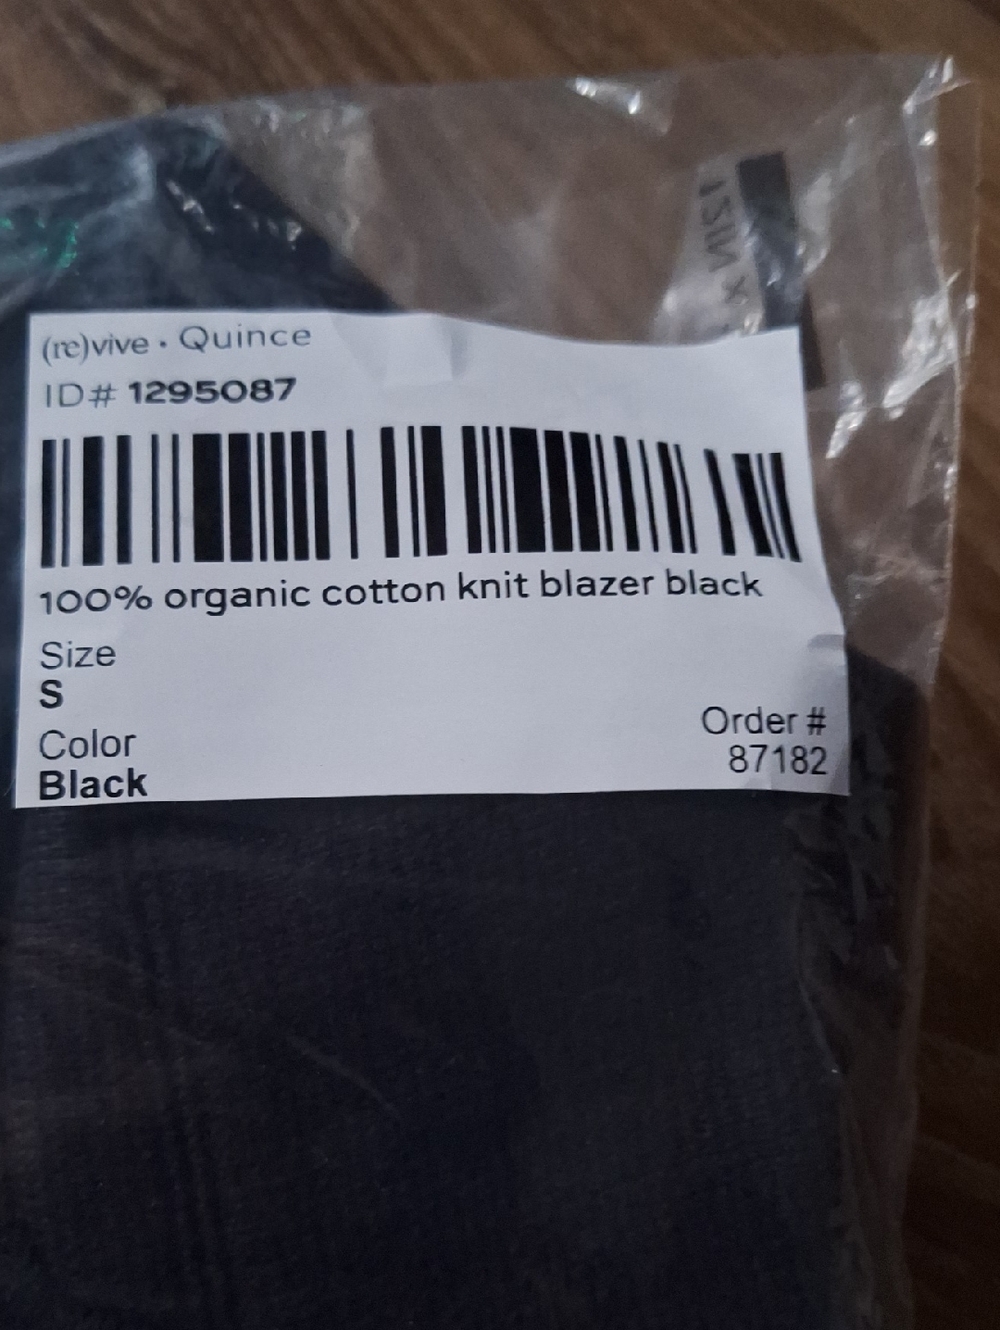 (re)vive · Quince
ID# 1295087
100% organic cotton knit blazer black
Size
S
Color
Black
Order #
87182